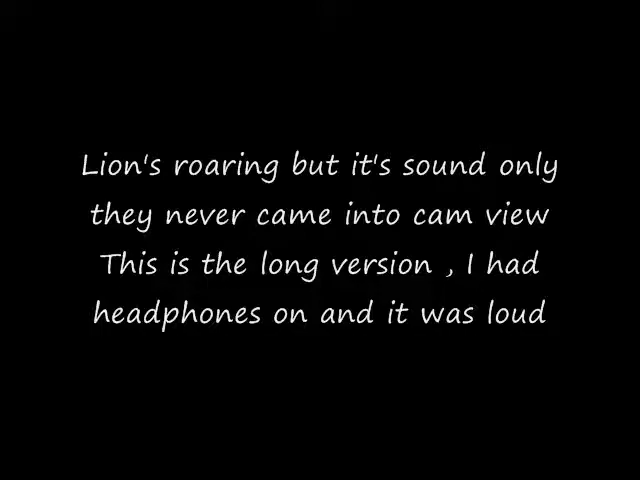 Lion's roaring but it's sound only
they never came into cam view
This is the long version , I had
headphones on and it was loud